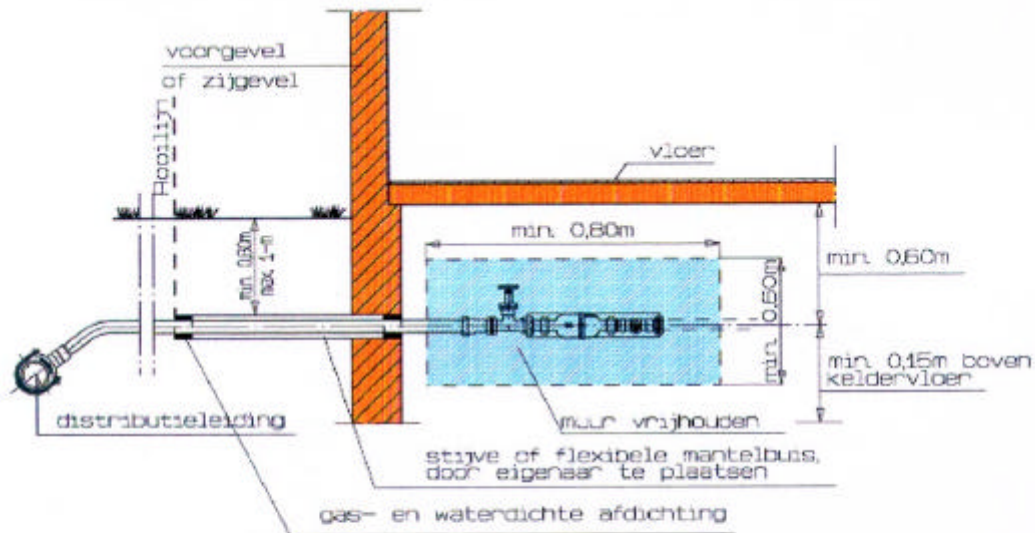 voorgevel
of zijgevel
rooilijn
vloer
min. 0,80m
min. 0,60m
min 0,80m
max 1-m
min. 0,60m
min. 0,15m boven
keldervloer
distributieleiding
muur vrijhouden
stijve of flexibele mantelbuis,
door eigenaar te plaatsen
gas- en waterdichte afdichting